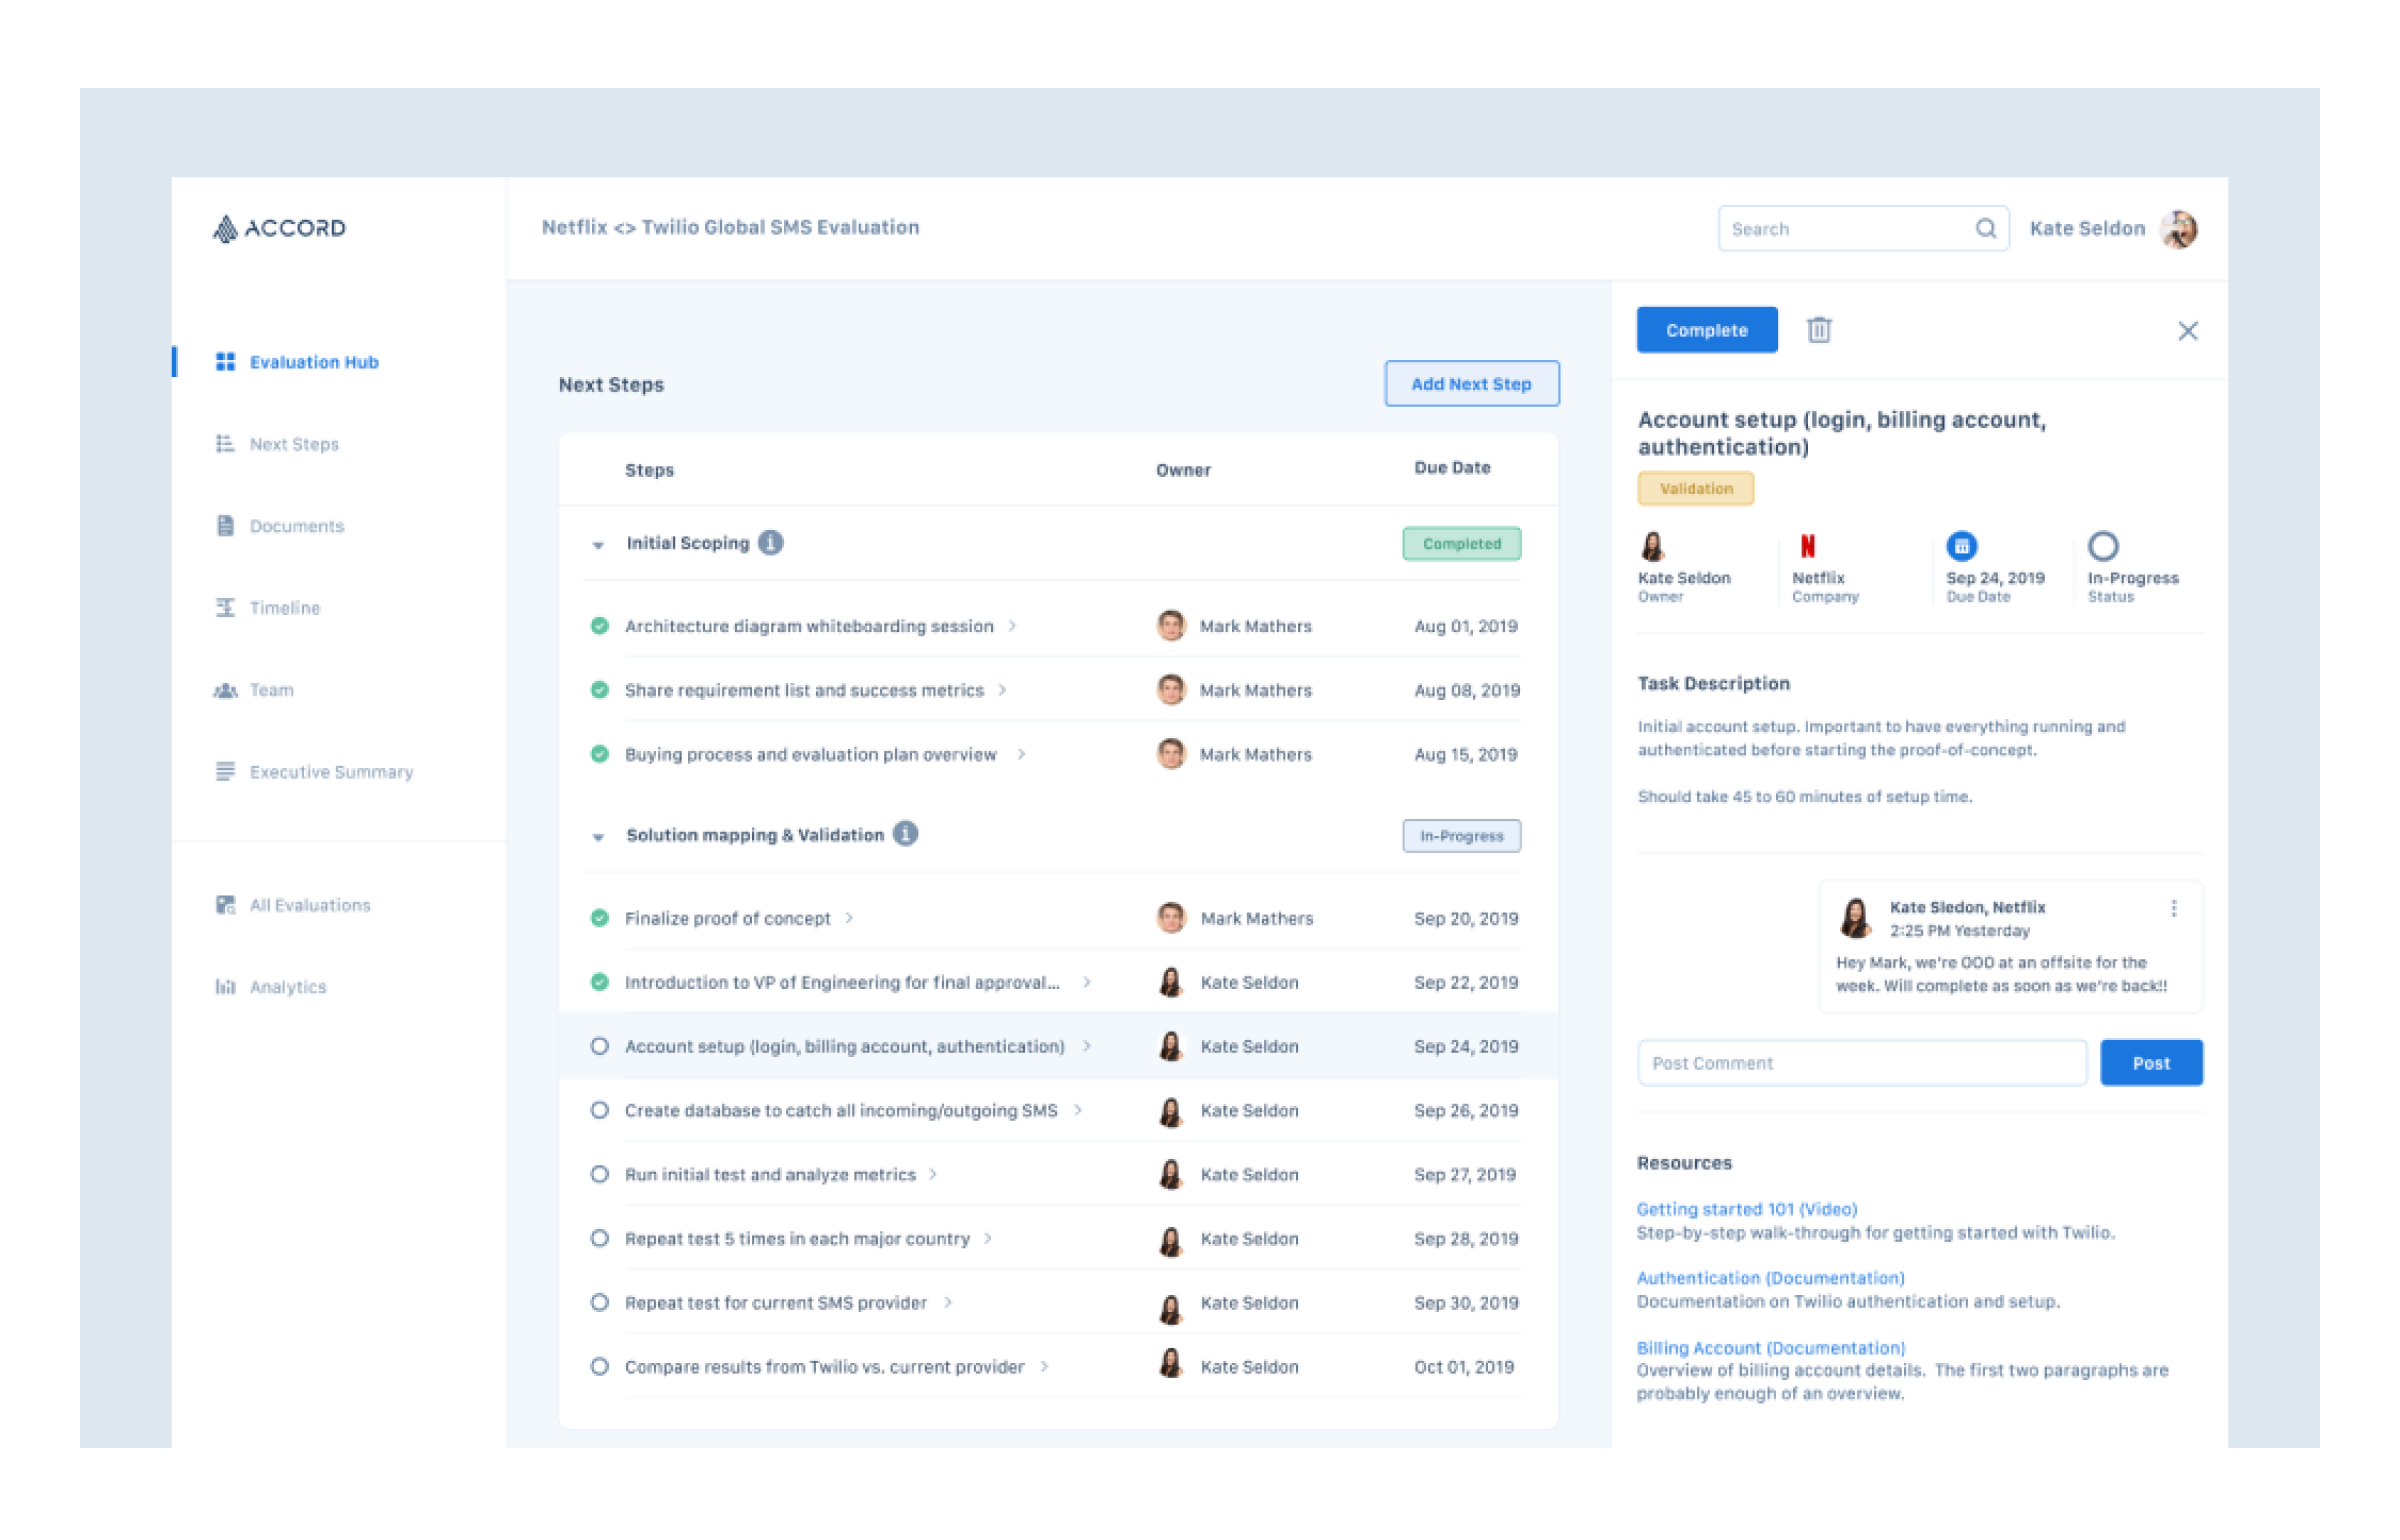 ACCORD
Netflix <> Twilio Global SMS Evaluation
Search
Kate Seldon
Evaluation Hub
Next Steps
Documents
Timeline
Team
Executive Summary
All Evaluations
Analytics
Next Steps
Add Next Step
Steps Owner Due Date
Initial Scoping Completed
Architecture diagram whiteboarding session Mark Mathers Aug 01, 2019
Share requirement list and success metrics Mark Mathers Aug 08, 2019
Buying process and evaluation plan overview Mark Mathers Aug 15, 2019
Solution mapping & Validation In-Progress
Finalize proof of concept Mark Mathers Sep 20, 2019
Introduction to VP of Engineering for final approval... Kate Seldon Sep 22, 2019
Account setup (login, billing account, authentication) Kate Seldon Sep 24, 2019
Create database to catch all incoming/outgoing SMS Kate Seldon Sep 26, 2019
Run initial test and analyze metrics Kate Seldon Sep 27, 2019
Repeat test 5 times in each major country Kate Seldon Sep 28, 2019
Repeat test for current SMS provider Kate Seldon Sep 30, 2019
Compare results from Twilio vs. current provider Kate Seldon Oct 01, 2019
Complete
Account setup (login, billing account,
authentication)
Validation
N
Kate Seldon Netflix Sep 24, 2019 In-Progress
Owner Company Due Date Status
Task Description
Initial account setup. Important to have everything running and
authenticated before starting the proof-of-concept.
Should take 45 to 60 minutes of setup time.
Kate Sledon, Netflix
2:25 PM Yesterday
Hey Mark, we're OOO at an offsite for the
week. Will complete as soon as we're back!!
Post Comment
Post
Resources
Getting started 101 (Video)
Step-by-step walk-through for getting started with Twilio.
Authentication (Documentation)
Documentation on Twilio authentication and setup.
Billing Account (Documentation)
Overview of billing account details. The first two paragraphs are
probably enough of an overview.